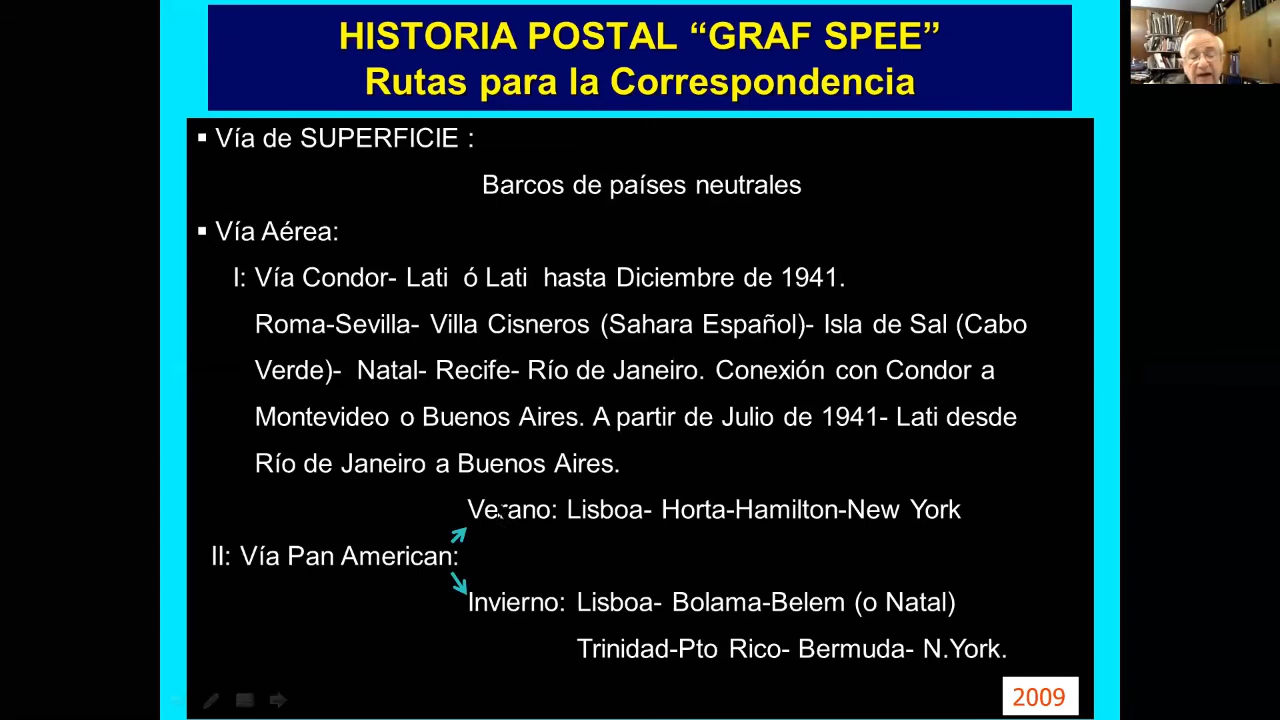 HISTORIA POSTAL “GRAF SPEE”
Rutas para la Correspondencia
▪ Vía de SUPERFICIE :
Barcos de países neutrales
▪ Vía Aérea:
I: Vía Condor- Lati ó Lati hasta Diciembre de 1941.
Roma-Sevilla- Villa Cisneros (Sahara Español)- Isla de Sal (Cabo
Verde)- Natal- Recife- Río de Janeiro. Conexión con Condor a
Montevideo o Buenos Aires. A partir de Julio de 1941- Lati desde
Río de Janeiro a Buenos Aires.
Verano: Lisboa- Horta-Hamilton-New York
II: Vía Pan American:
Invierno: Lisboa- Bolama-Belem (o Natal)
Trinidad-Pto Rico- Bermuda- N.York.
2009